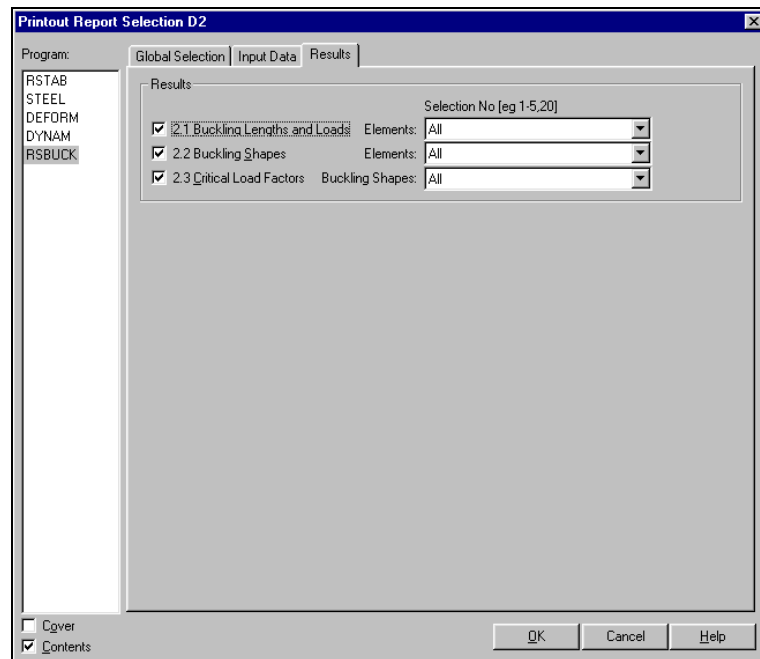 Printout Report Selection D2
Program:
Global Selection Input Data Results
RSTAB
STEEL
DEFORM
DYNAM
RSBUCK
Results
Selection No [eg 1-5,20]
2.1 Buckling Lengths and Loads Elements: All
2.2 Buckling Shapes Elements: All
2.3 Critical Load Factors Buckling Shapes: All
Cover
Contents
OK Cancel Help